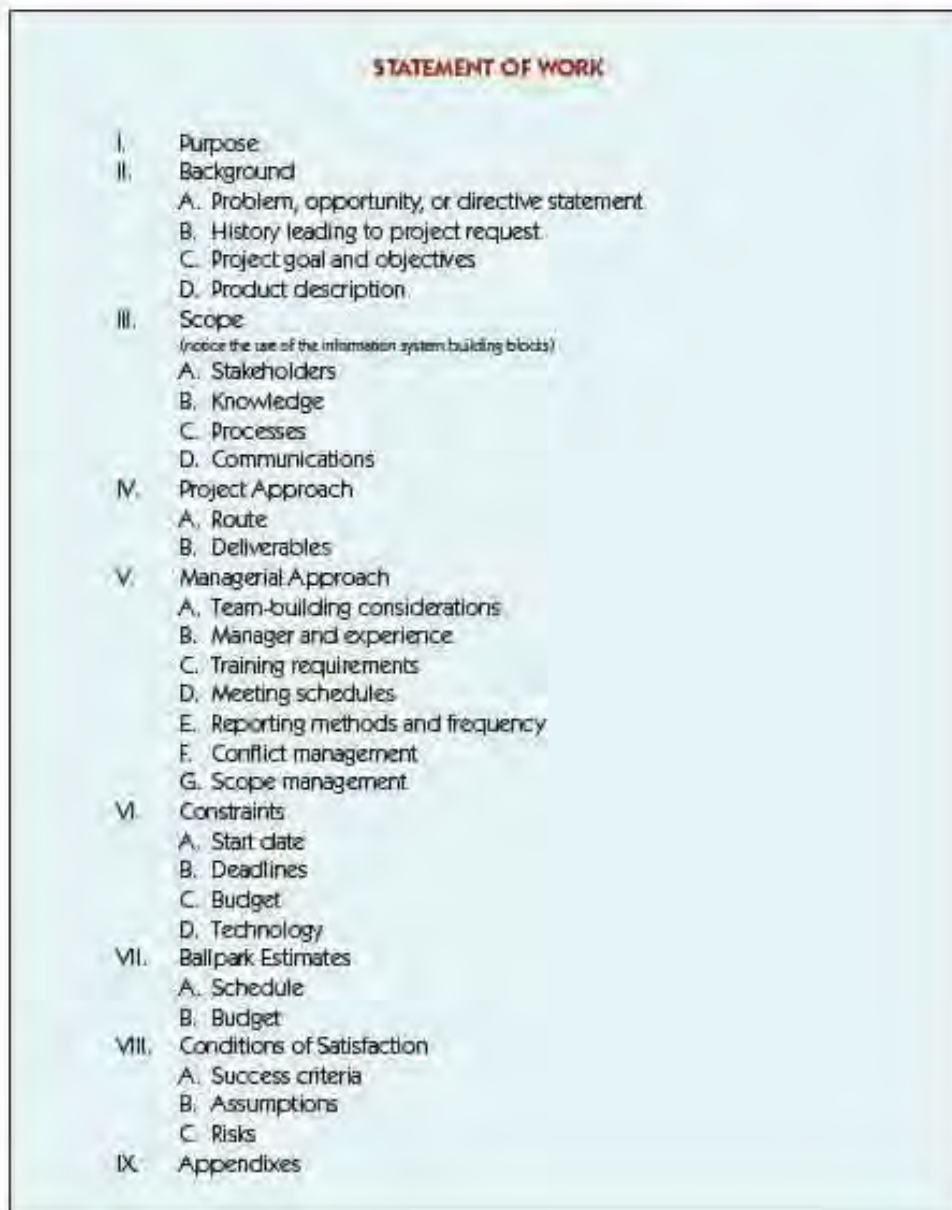 STATEMENT OF WORK
I. Purpose
II. Background
A. Problem, opportunity, or directive statement
B. History leading to project request
C. Project goal and objectives
D. Product description
III. Scope
(notice the use of the information system building blocks)
A. Stakeholders
B. Knowledge
C. Processes
D. Communications
IV. Project Approach
A. Route
B. Deliverables
V. Managerial Approach
A. Team-building considerations
B. Manager and experience
C. Training requirements
D. Meeting schedules
E. Reporting methods and frequency
F. Conflict management
G. Scope management
VI. Constraints
A. Start date
B. Deadlines
C. Budget
D. Technology
VII. Ballpark Estimates
A. Schedule
B. Budget
VIII. Conditions of Satisfaction
A. Success criteria
B. Assumptions
C. Risks
IX. Appendixes